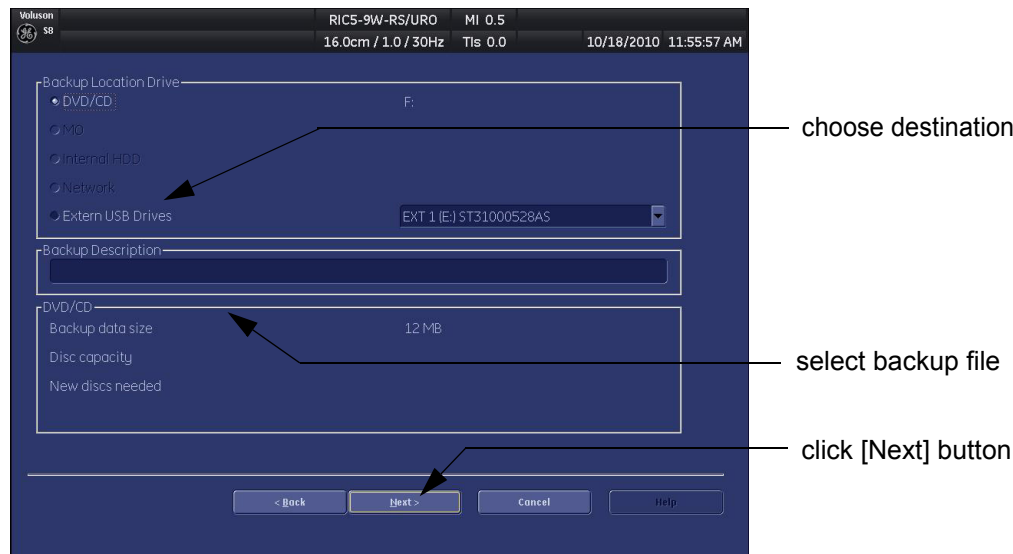 Voluson
S8
RIC5-9W-RS/URO MI 0.5
16.0cm / 1.0 / 30Hz TIs 0.0 10/18/2010 11:55:57 AM
Backup Location Drive
DVD/CD F:
MO
Internal HDD
Network
Extern USB Drives EXT 1 (E:) ST31000528AS
choose destination
Backup Description
DVD/CD
Backup data size 12 MB
Disc capacity
New discs needed
select backup file
click [Next] button
< Back Next > Cancel Help